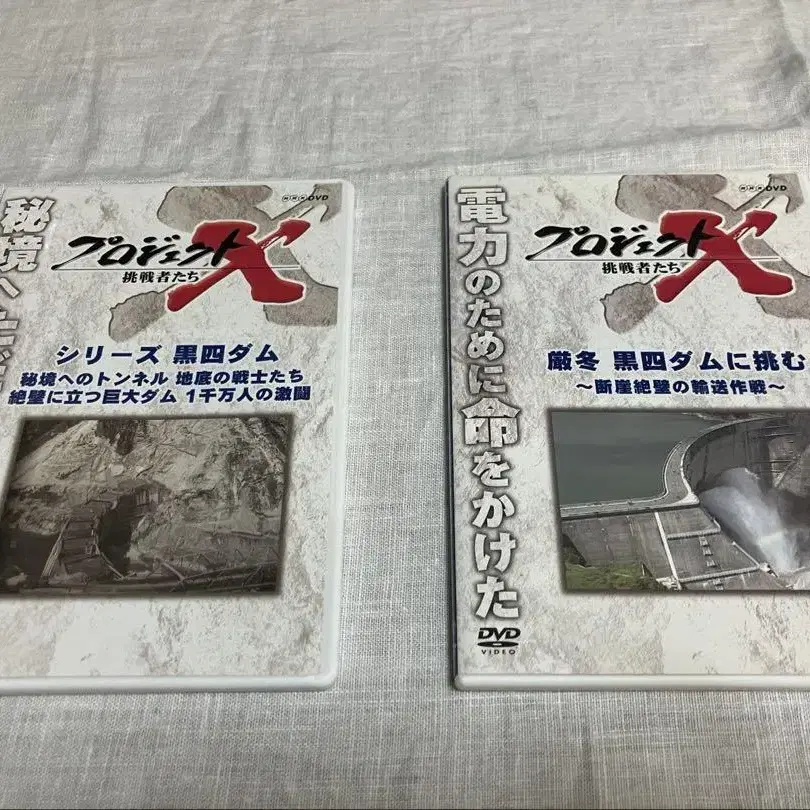 秘境へ
NHK DVD
プロジェクトX
挑戦者たち
シリーズ 黒四ダム
秘境へのトンネル 地底の戦士たち
絶壁に立つ巨大ダム 1千万人の激闘
電力のために命をかけた
NHK DVD
プロジェクトX
挑戦者たち
厳冬 黒四ダムに挑む
～断崖絶壁の輸送作戦～
DVD
VIDEO